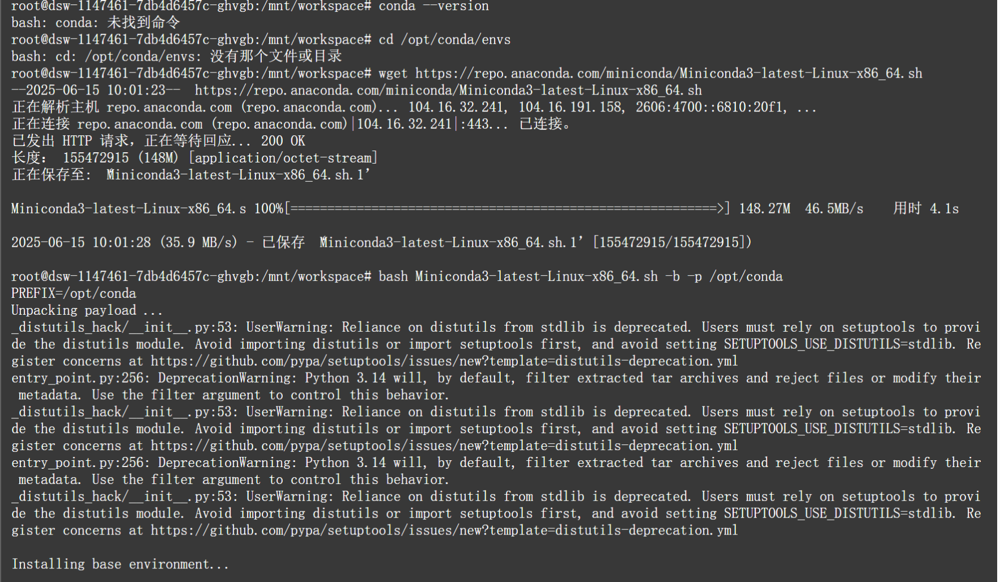 root@dsw-1147461-7db4d6457c-ghvgb:/mnt/workspace# conda --version
bash: conda: 未找到命令
root@dsw-1147461-7db4d6457c-ghvgb:/mnt/workspace# cd /opt/conda/envs
bash: cd: /opt/conda/envs: 没有那个文件或目录
root@dsw-1147461-7db4d6457c-ghvgb:/mnt/workspace# wget https://repo.anaconda.com/miniconda/Miniconda3-latest-Linux-x86_64.sh
--2025-06-15 10:01:23--  https://repo.anaconda.com/miniconda/Miniconda3-latest-Linux-x86_64.sh
正在解析主机 repo.anaconda.com (repo.anaconda.com)... 104.16.32.241, 104.16.191.158, 2606:4700::6810:20f1, ...
正在连接 repo.anaconda.com (repo.anaconda.com)|104.16.32.241|:443... 已连接。
已发出 HTTP 请求，正在等待回应... 200 OK
长度： 155472915 (148M) [application/octet-stream]
正在保存至: ‘Miniconda3-latest-Linux-x86_64.sh.1’
Miniconda3-latest-Linux-x86_64.s 100%[==========================================================>] 148.27M  46.5MB/s    用时 4.1s
2025-06-15 10:01:28 (35.9 MB/s) - 已保存 ‘Miniconda3-latest-Linux-x86_64.sh.1’ [155472915/155472915])
root@dsw-1147461-7db4d6457c-ghvgb:/mnt/workspace# bash Miniconda3-latest-Linux-x86_64.sh -b -p /opt/conda
PREFIX=/opt/conda
Unpacking payload ...
_distutils_hack/__init__.py:53: UserWarning: Reliance on distutils from stdlib is deprecated. Users must rely on setuptools to provi
de the distutils module. Avoid importing distutils or import setuptools first, and avoid setting SETUPTOOLS_USE_DISTUTILS=stdlib. Re
gister concerns at https://github.com/pypa/setuptools/issues/new?template=distutils-deprecation.yml
entry_point.py:256: DeprecationWarning: Python 3.14 will, by default, filter extracted tar archives and reject files or modify their
 metadata. Use the filter argument to control this behavior.
_distutils_hack/__init__.py:53: UserWarning: Reliance on distutils from stdlib is deprecated. Users must rely on setuptools to provi
de the distutils module. Avoid importing distutils or import setuptools first, and avoid setting SETUPTOOLS_USE_DISTUTILS=stdlib. Re
gister concerns at https://github.com/pypa/setuptools/issues/new?template=distutils-deprecation.yml
entry_point.py:256: DeprecationWarning: Python 3.14 will, by default, filter extracted tar archives and reject files or modify their
 metadata. Use the filter argument to control this behavior.
_distutils_hack/__init__.py:53: UserWarning: Reliance on distutils from stdlib is deprecated. Users must rely on setuptools to provi
de the distutils module. Avoid importing distutils or import setuptools first, and avoid setting SETUPTOOLS_USE_DISTUTILS=stdlib. Re
gister concerns at https://github.com/pypa/setuptools/issues/new?template=distutils-deprecation.yml
Installing base environment...